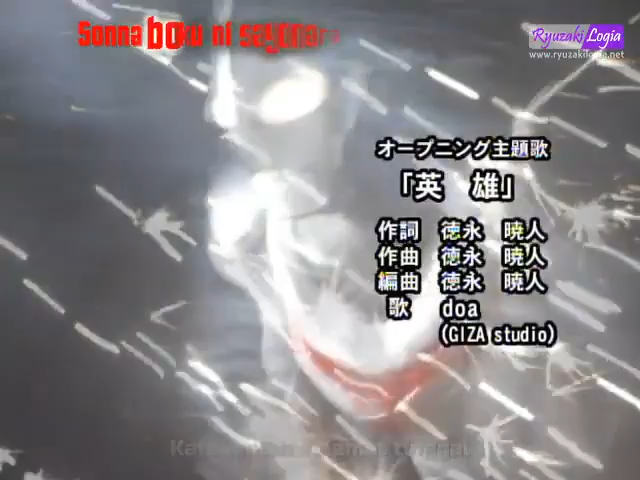 Sonna boku ni sayonara
Ryuzaki Logia
www.ryuzakilogia.net
オープニング主題歌
「英 雄」
作詞 徳永 暁人
作曲 徳永 暁人
編曲 徳永 暁人
歌 doa
(GIZA studio)